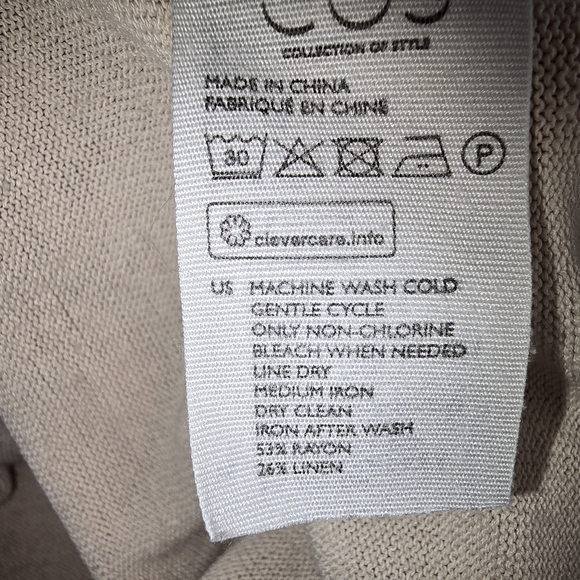 COS
COLLECTION OF STYLE
MADE IN CHINA
FABRIQUÉ EN CHINE
30 P
clevercare.info
US MACHINE WASH COLD
GENTLE CYCLE
ONLY NON-CHLORINE
BLEACH WHEN NEEDED
LINE DRY
MEDIUM IRON
DRY CLEAN
IRON AFTER WASH
53% RAYON
26% LINEN